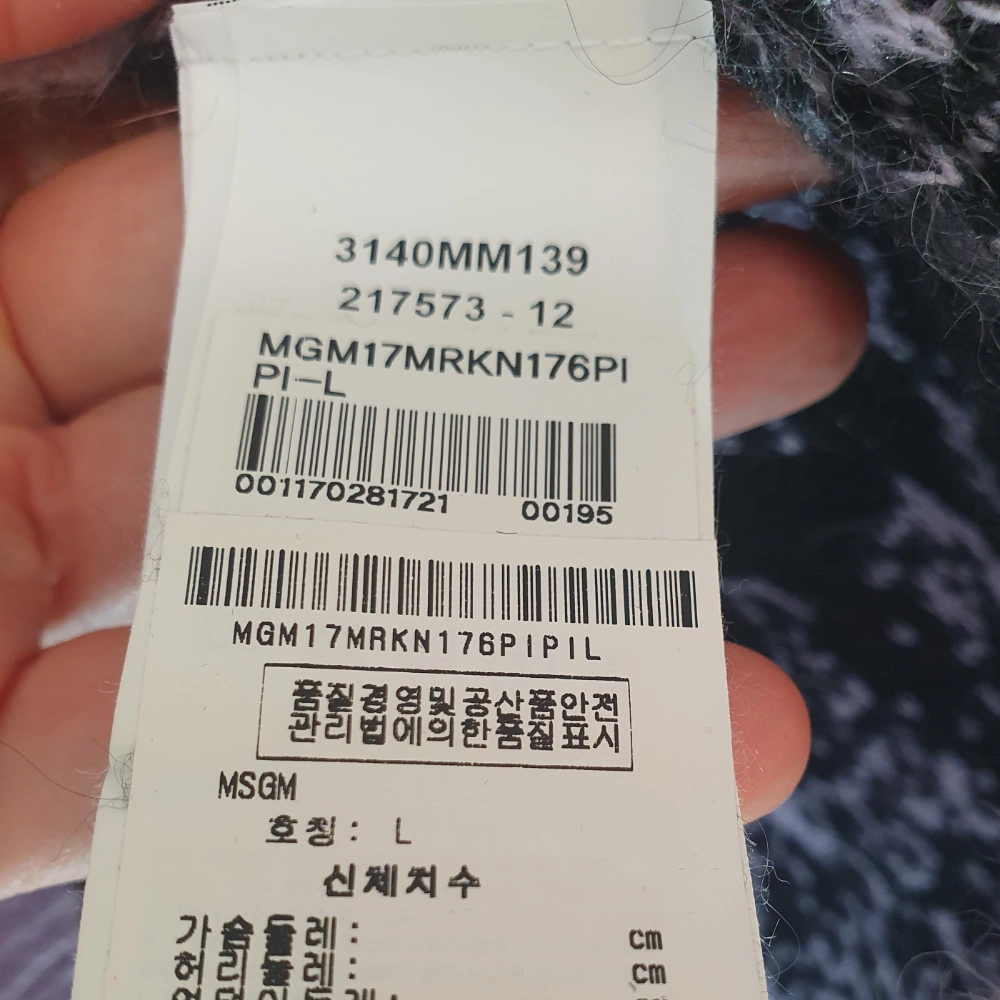 3140MM139
217573 - 12
MGM17MRKN176PI
PI-L
001170281721 00195
MGM17MRKN176PIPIL
품질경영및공산품안전
관리법에의한품질표시
MSGM
호칭: L
신체치수
가슴둘레: cm
허리둘레: cm